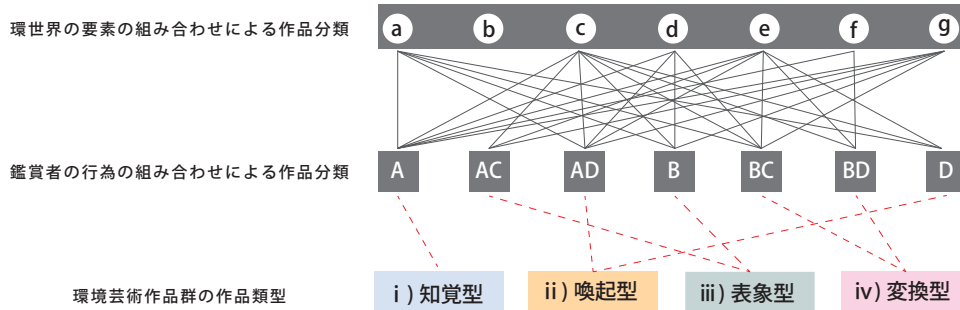 環世界の要素の組み合わせによる作品分類
a b c d e f g
鑑賞者の行為の組み合わせによる作品分類
A AC AD B BC BD D
環境芸術作品群の作品類型
i ) 知覚型 ii ) 喚起型 iii ) 表象型 iv ) 変換型